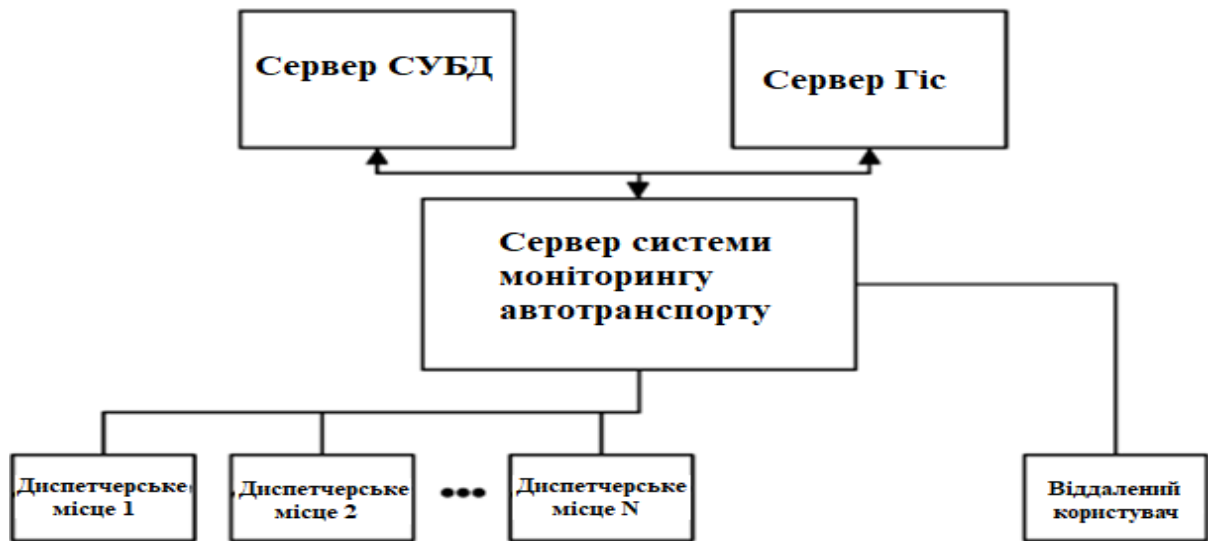 Сервер СУБД
Сервер Гіс
Сервер системи
моніторингу
автотранспорту
Диспетчерське
місце 1
Диспетчерське
місце 2
Диспетчерське
місце N
Віддалений
користувач